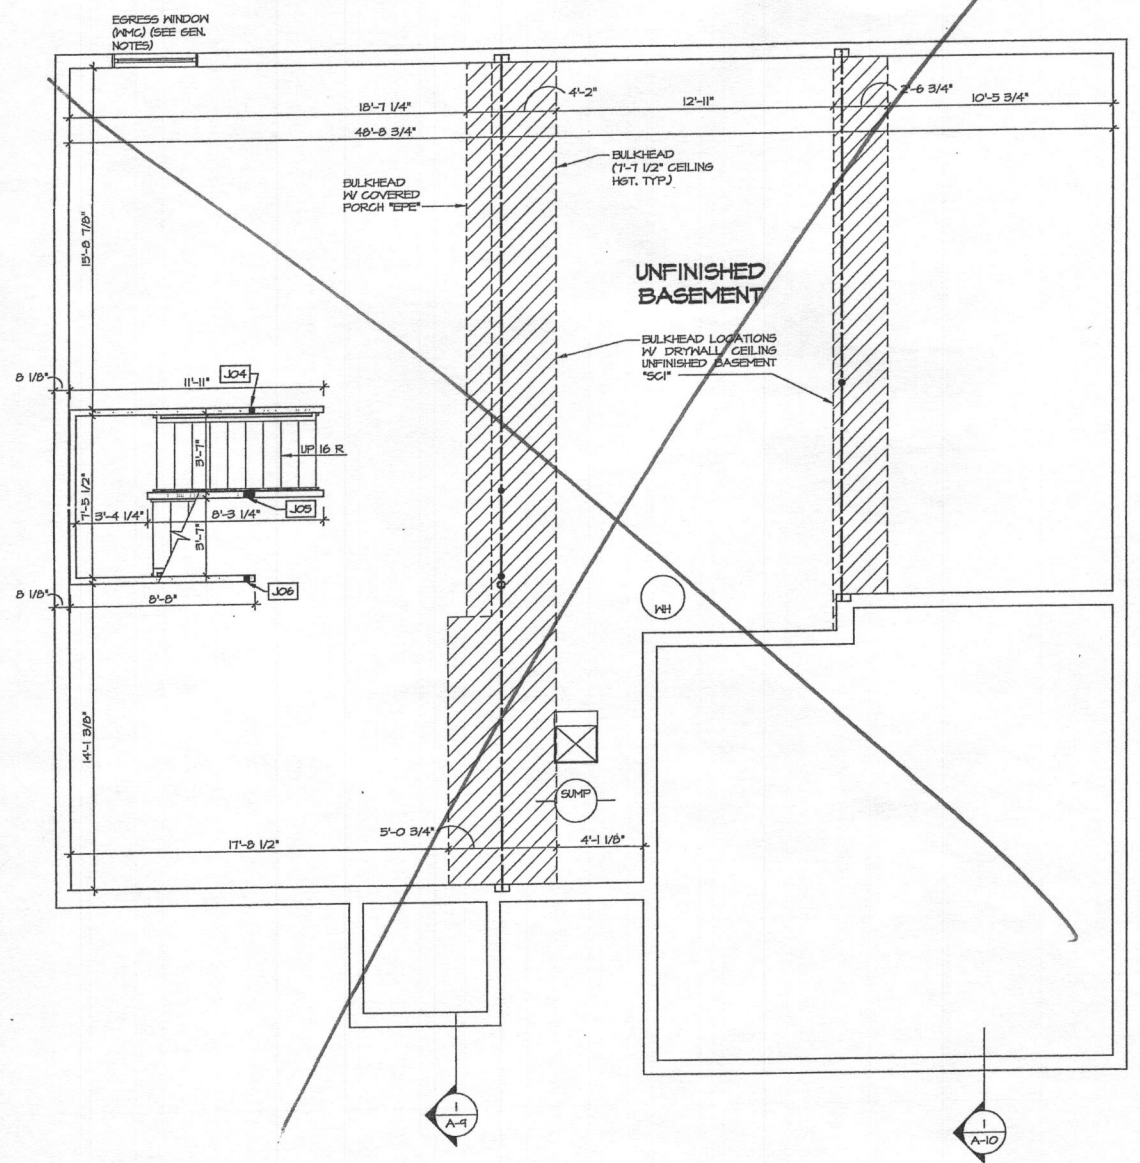 EGRESS WINDOW
(WMC) (SEE GEN.
NOTES)
18'-7 1/4"
4'-2"
12'-11"
2'-6 3/4"
10'-5 3/4"
48'-8 3/4"
BULKHEAD
W/ COVERED
PORCH "EPE"
BULKHEAD
(7'-7 1/2" CEILING
HGT. TYP.)
15'-8 7/8"
UNFINISHED
BASEMENT
BULKHEAD LOCATIONS
W/ DRYWALL CEILING
UNFINISHED BASEMENT
"SC1"
8 1/8"
11'-11"
J04
3'-7"
UP 16 R
7'-5 1/2"
3'-4 1/4"
8'-3 1/4"
J05
3'-7"
J06
8 1/8"
8'-8"
WH
14'-1 3/8"
SUMP
5'-0 3/4"
17'-8 1/2"
4'-1 1/8"
1
A-9
1
A-10